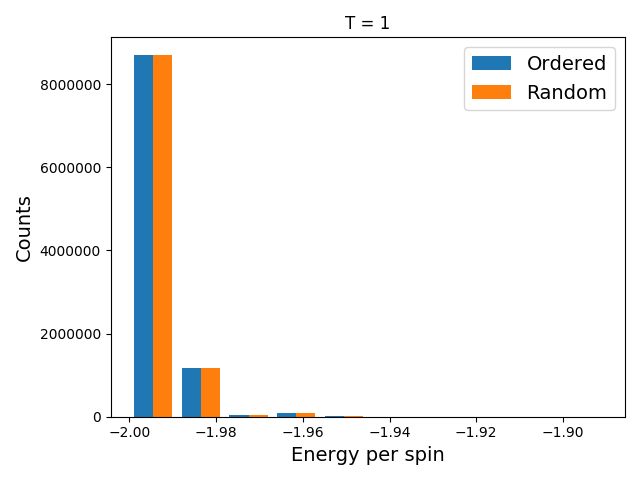 T = 1
Ordered
Random
Counts
8000000
6000000
4000000
2000000
0
−2.00 −1.98 −1.96 −1.94 −1.92 −1.90
Energy per spin